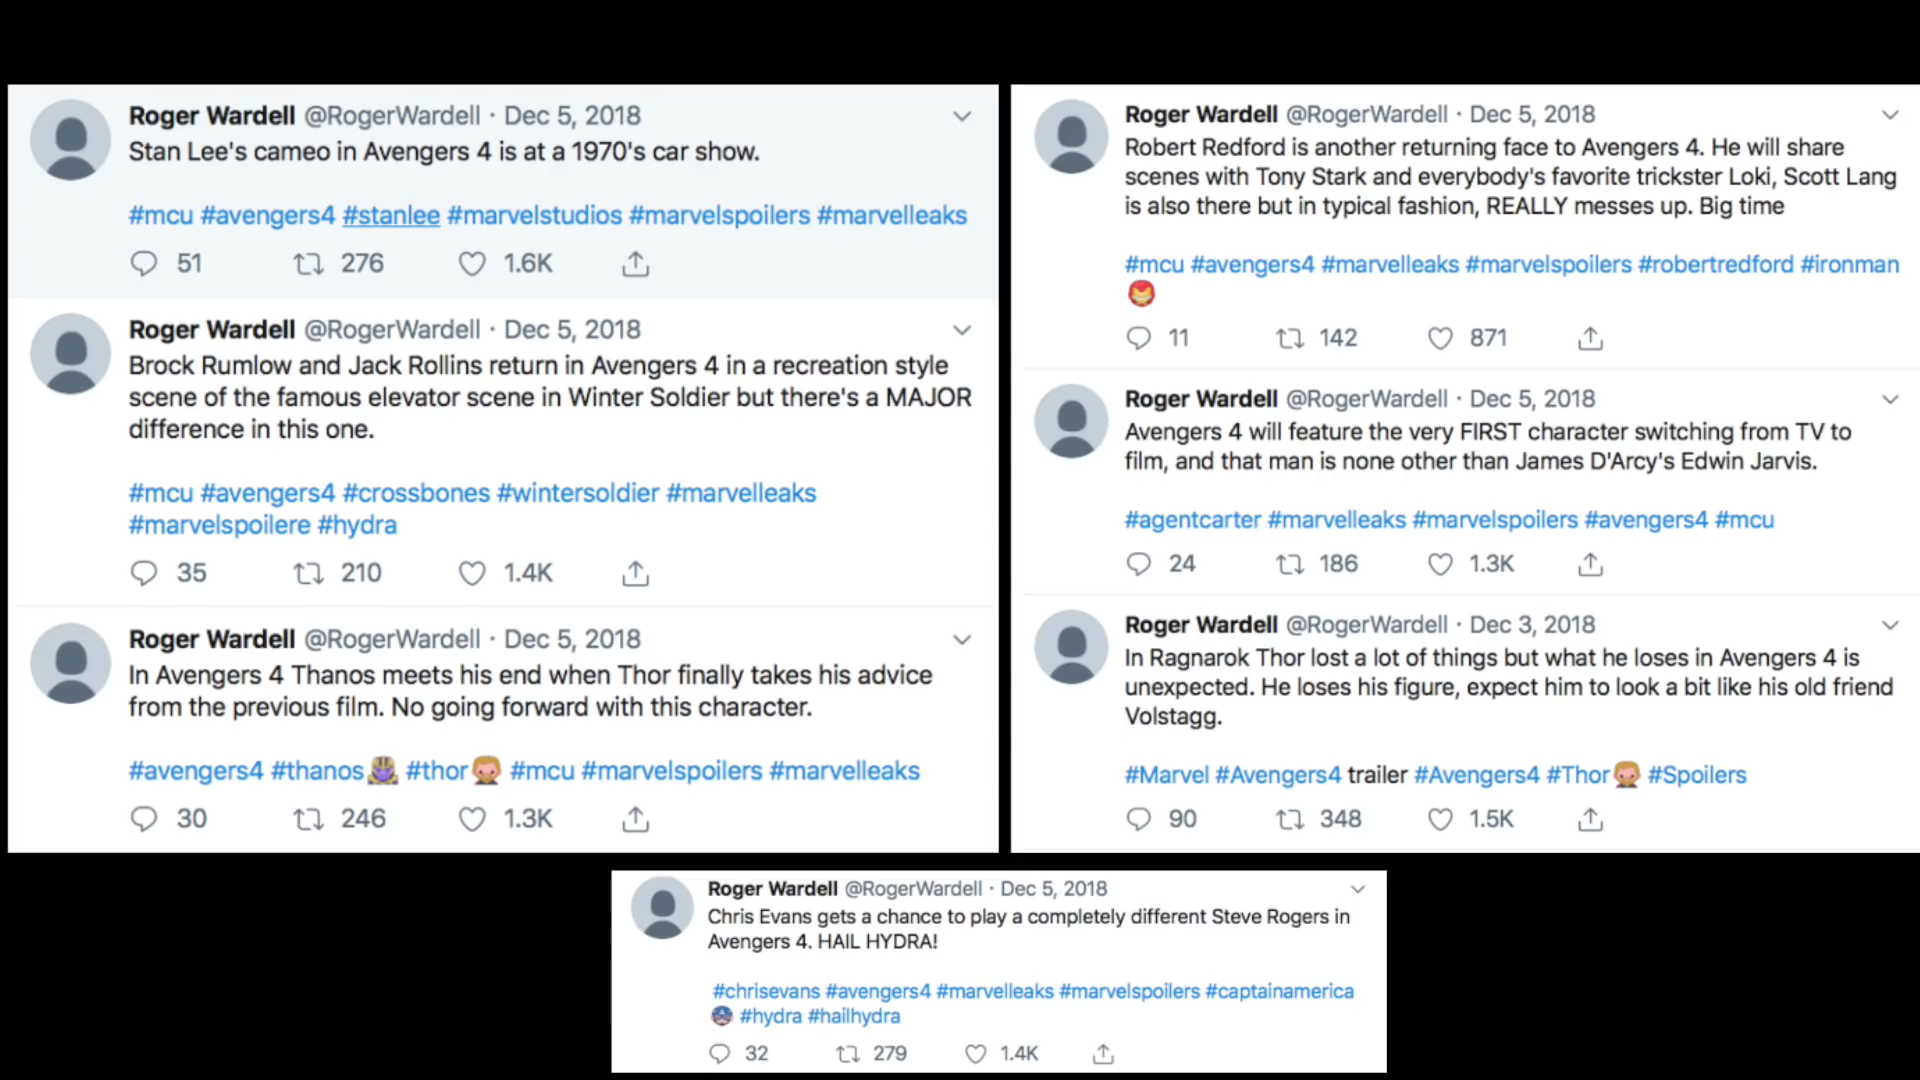 Roger Wardell @RogerWardell · Dec 5, 2018
Stan Lee's cameo in Avengers 4 is at a 1970's car show.
#mcu #avengers4 #stanlee #marvelstudios #marvelspoilers #marvelleaks
51 276 1.6K
Roger Wardell @RogerWardell · Dec 5, 2018
Brock Rumlow and Jack Rollins return in Avengers 4 in a recreation style
scene of the famous elevator scene in Winter Soldier but there's a MAJOR
difference in this one.
#mcu #avengers4 #crossbones #wintersoldier #marvelleaks
#marvelspoilere #hydra
35 210 1.4K
Roger Wardell @RogerWardell · Dec 5, 2018
In Avengers 4 Thanos meets his end when Thor finally takes his advice
from the previous film. No going forward with this character.
#avengers4 #thanos #thor #mcu #marvelspoilers #marvelleaks
30 246 1.3K
Roger Wardell @RogerWardell · Dec 5, 2018
Robert Redford is another returning face to Avengers 4. He will share
scenes with Tony Stark and everybody's favorite trickster Loki, Scott Lang
is also there but in typical fashion, REALLY messes up. Big time
#mcu #avengers4 #marvelleaks #marvelspoilers #robertredford #ironman
11 142 871
Roger Wardell @RogerWardell · Dec 5, 2018
Avengers 4 will feature the very FIRST character switching from TV to
film, and that man is none other than James D'Arcy's Edwin Jarvis.
#agentcarter #marvelleaks #marvelspoilers #avengers4 #mcu
24 186 1.3K
Roger Wardell @RogerWardell · Dec 3, 2018
In Ragnarok Thor lost a lot of things but what he loses in Avengers 4 is
unexpected. He loses his figure, expect him to look a bit like his old friend
Volstagg.
#Marvel #Avengers4 trailer #Avengers4 #Thor #Spoilers
90 348 1.5K
Roger Wardell @RogerWardell · Dec 5, 2018
Chris Evans gets a chance to play a completely different Steve Rogers in
Avengers 4. HAIL HYDRA!
#chrisevans #avengers4 #marvelleaks #marvelspoilers #captainamerica
#hydra #hailhydra
32 279 1.4K